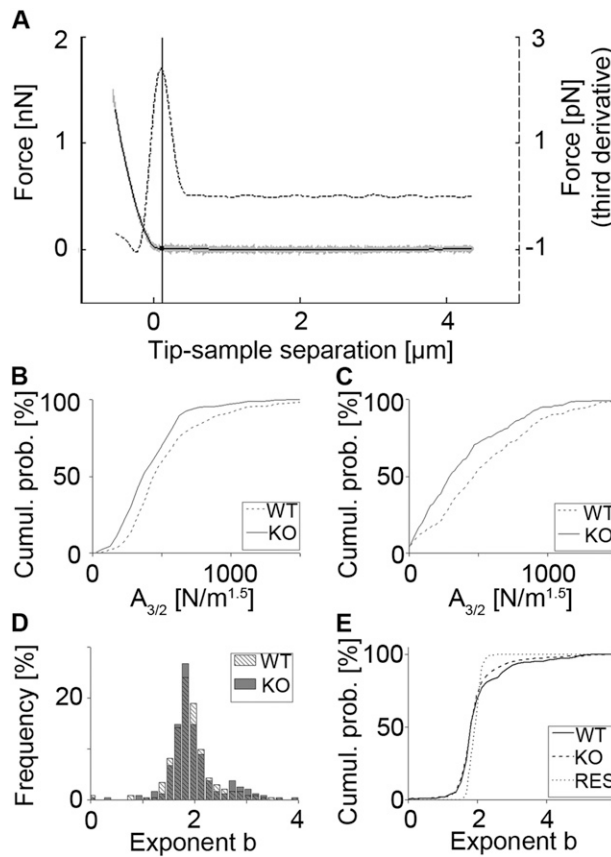 A
Force [nN]
2
1
0
Force [pN]
(third derivative)
3
1
-1
0
2
4
Tip-sample separation [µm]
B
Cumul. prob. [%]
100
50
0
WT
KO
0
1000
A3/2 [N/m1.5]
C
Cumul. prob. [%]
100
50
0
WT
KO
0
1000
A3/2 [N/m1.5]
D
Frequency [%]
20
0
WT
KO
0
2
4
Exponent b
E
Cumul. prob. [%]
100
50
0
WT
KO
RES
0
2
4
Exponent b